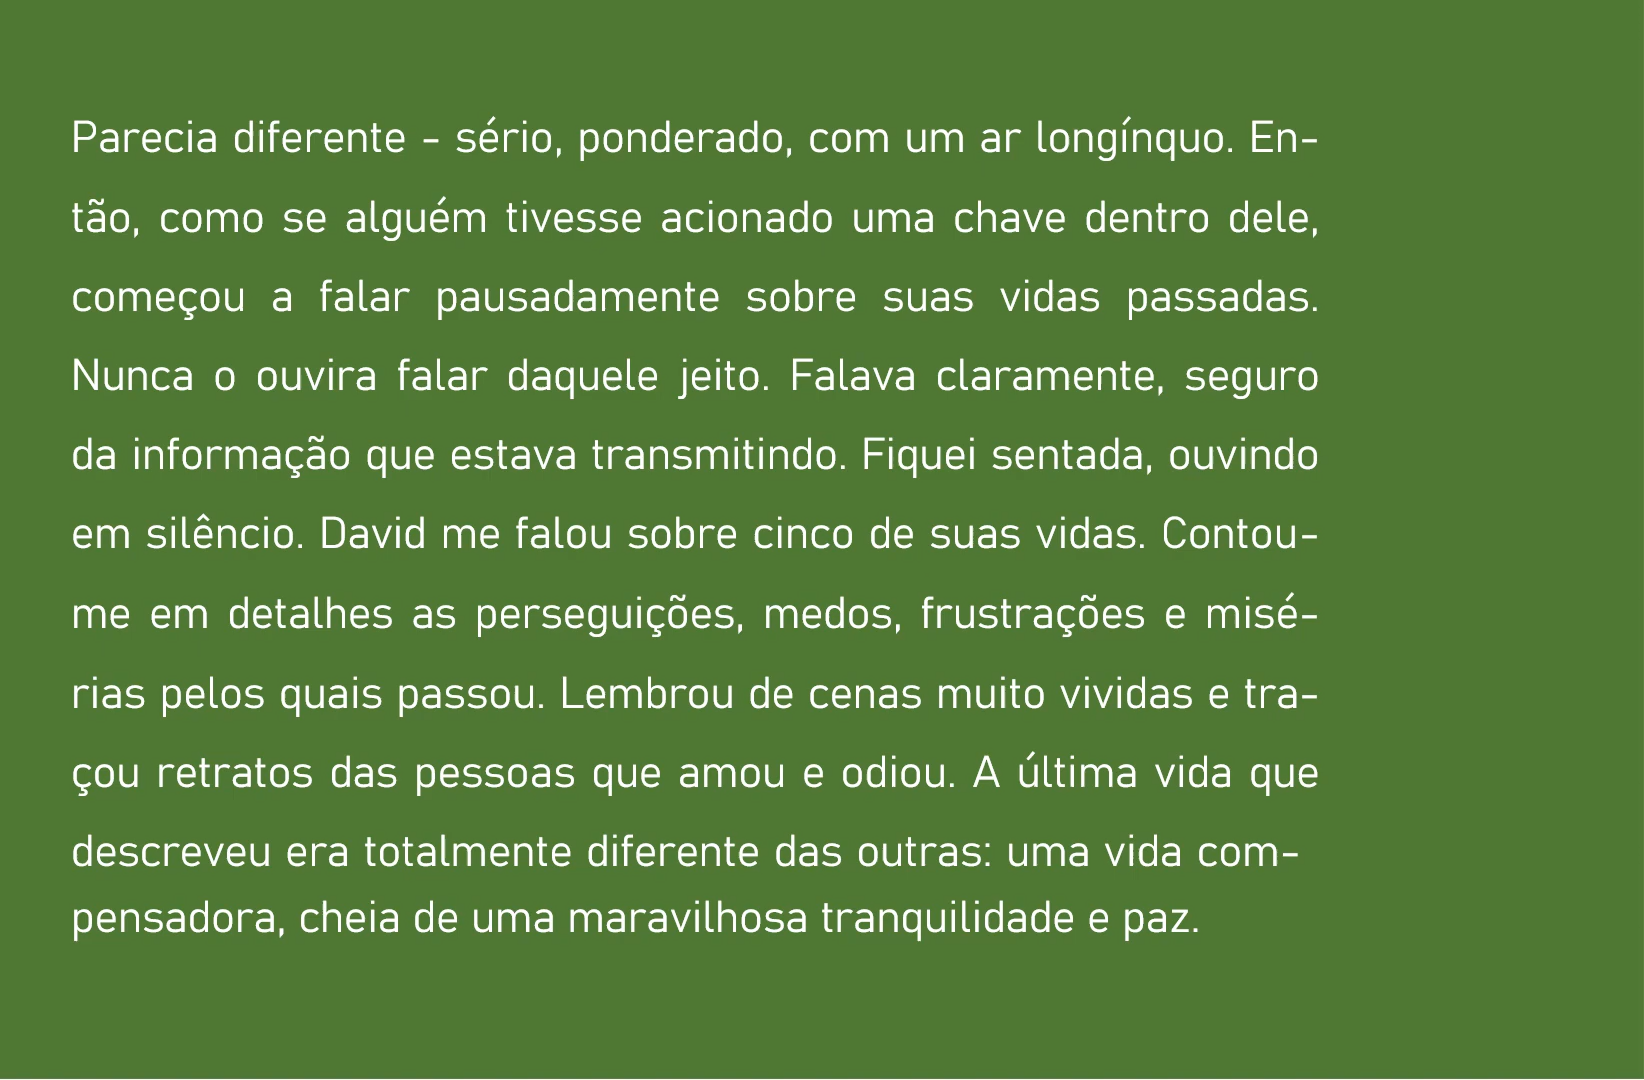 Parecia diferente - sério, ponderado, com um ar longínquo. En-
tão, como se alguém tivesse acionado uma chave dentro dele,
começou a falar pausadamente sobre suas vidas passadas.
Nunca o ouvira falar daquele jeito. Falava claramente, seguro
da informação que estava transmitindo. Fiquei sentada, ouvindo
em silêncio. David me falou sobre cinco de suas vidas. Contou-
me em detalhes as perseguições, medos, frustrações e misé-
rias pelos quais passou. Lembrou de cenas muito vividas e tra-
çou retratos das pessoas que amou e odiou. A última vida que
descreveu era totalmente diferente das outras: uma vida com-
pensadora, cheia de uma maravilhosa tranquilidade e paz.